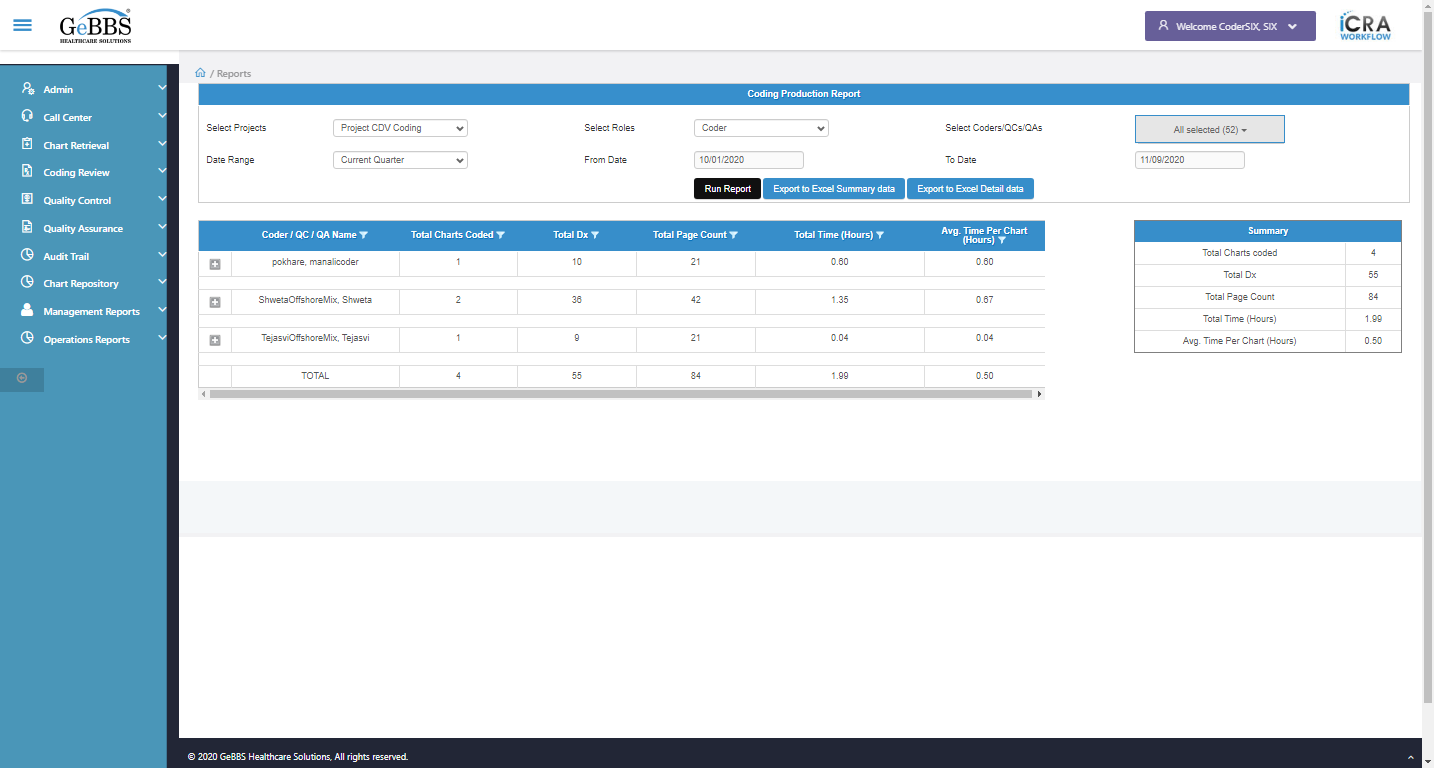 GeBBS
HEALTHCARE SOLUTIONS
Welcome CoderSIX, SIX
iCRA
WORKFLOW
Admin
Call Center
Chart Retrieval
Coding Review
Quality Control
Quality Assurance
Audit Trail
Chart Repository
Management Reports
Operations Reports
/ Reports
Coding Production Report
Select Projects Project CDV Coding Select Roles Coder Select Coders/QCs/QAs All selected (52)
Date Range Current Quarter From Date 10/01/2020 To Date 11/09/2020
Run Report Export to Excel Summary data Export to Excel Detail data
Coder / QC / QA Name Total Charts Coded Total Dx Total Page Count Total Time (Hours) Avg. Time Per Chart (Hours)
pokhare, manalicoder 1 10 21 0.60 0.60
ShwetaOffshoreMix, Shweta 2 36 42 1.35 0.67
TejasviOffshoreMix, Tejasvi 1 9 21 0.04 0.04
TOTAL 4 55 84 1.99 0.50
Summary
Total Charts coded 4
Total Dx 55
Total Page Count 84
Total Time (Hours) 1.99
Avg. Time Per Chart (Hours) 0.50
© 2020 GeBBS Healthcare Solutions, All rights reserved.